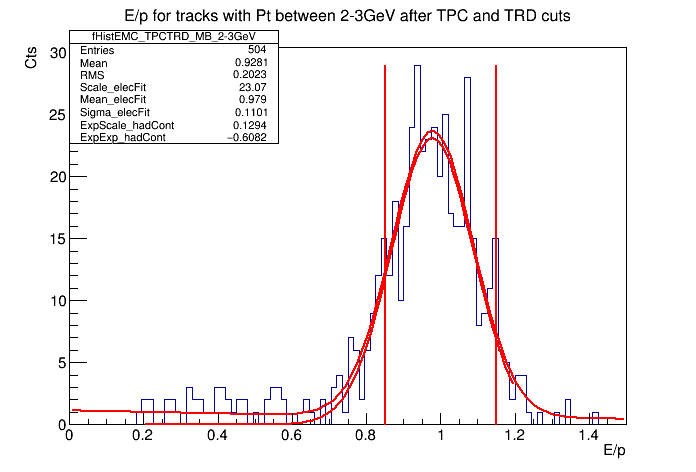 E/p for tracks with Pt between 2-3GeV after TPC and TRD cuts
fHistEMC_TPCTRD_MB_2-3GeV
Entries 504
Mean 0.9281
RMS 0.2023
Scale_elecFit 23.07
Mean_elecFit 0.979
Sigma_elecFit 0.1101
ExpScale_hadCont 0.1294
ExpExp_hadCont −0.6082
Cts
30
25
20
15
10
5
0
0 0.2 0.4 0.6 0.8 1 1.2 1.4
E/p